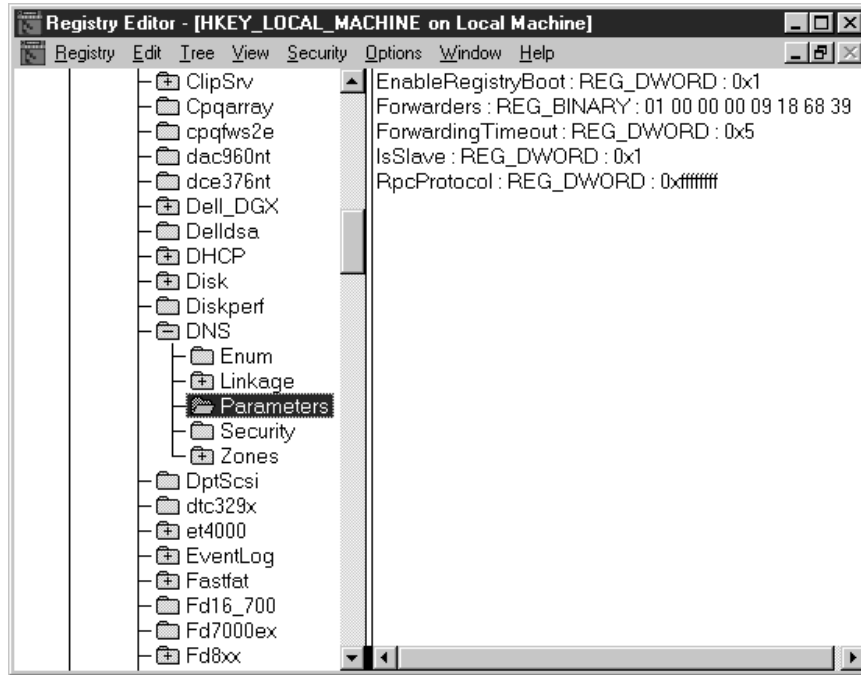 Registry Editor - [HKEY_LOCAL_MACHINE on Local Machine]
Registry Edit Tree View Security Options Window Help
ClipSrv
Cpqarray
cpqfws2e
dac960nt
dce376nt
Dell_DGX
Delldsa
DHCP
Disk
Diskperf
DNS
Enum
Linkage
Parameters
Security
Zones
DptScsi
dtc329x
et4000
EventLog
Fastfat
Fd16_700
Fd7000ex
Fd8xx
EnableRegistryBoot : REG_DWORD : 0x1
Forwarders : REG_BINARY : 01 00 00 00 09 18 68 39
ForwardingTimeout : REG_DWORD : 0x5
IsSlave : REG_DWORD : 0x1
RpcProtocol : REG_DWORD : 0xffffffff